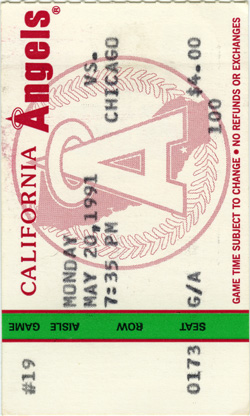 CALIFORNIA Angels®
MONDAY VS.
MAY 20, 1991 CHICAGO
7:35 PM
100 $4.00
GAME TIME SUBJECT TO CHANGE • NO REFUNDS OR EXCHANGES
GAME AISLE ROW SEAT
#19 0173 G/A